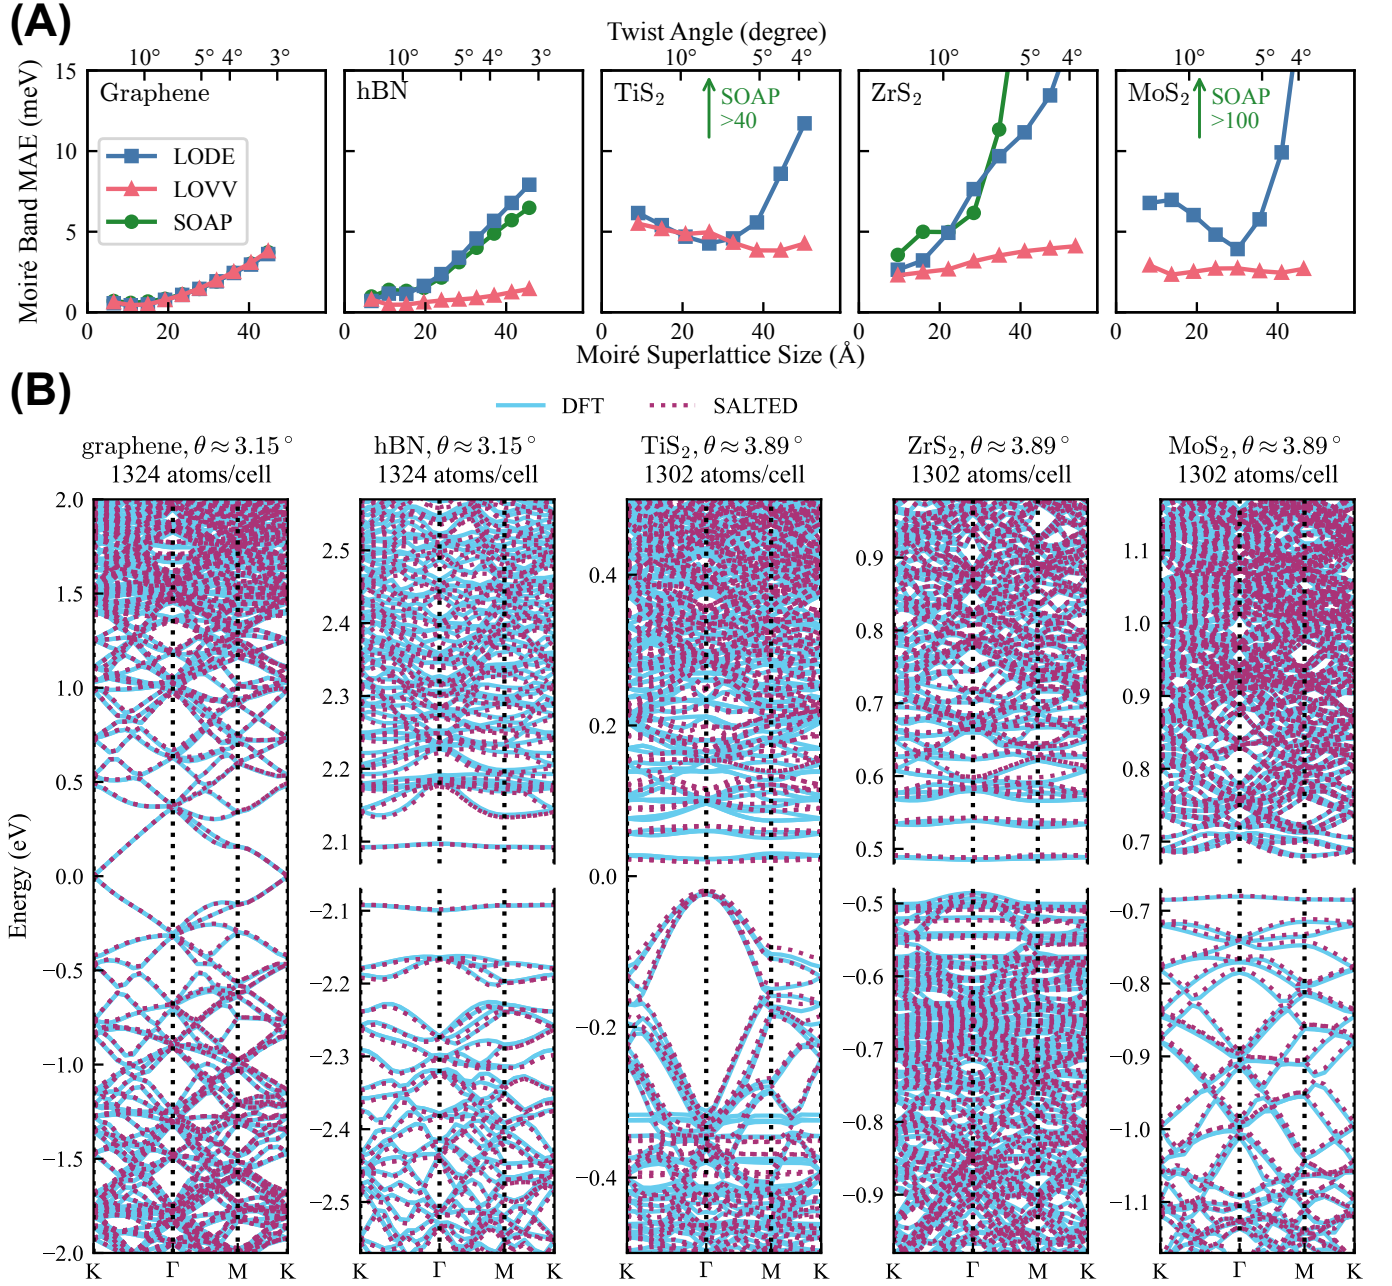 (A)
Twist Angle (degree)
10° 5° 4° 3°
10° 5° 4° 3°
10° 5° 4°
10° 5° 4°
10° 5° 4°
Moiré Band MAE (meV)
15
10
5
0
Graphene
LODE
LOVV
SOAP
hBN
TiS₂
SOAP
>40
ZrS₂
MoS₂
SOAP
>100
0 20 40
0 20 40
0 20 40
0 20 40
0 20 40
Moiré Superlattice Size (Å)
(B)
DFT SALTED
graphene, θ ≈ 3.15°
1324 atoms/cell
hBN, θ ≈ 3.15°
1324 atoms/cell
TiS₂, θ ≈ 3.89°
1302 atoms/cell
ZrS₂, θ ≈ 3.89°
1302 atoms/cell
MoS₂, θ ≈ 3.89°
1302 atoms/cell
Energy (eV)
2.0
1.5
1.0
0.5
0.0
−0.5
−1.0
−1.5
−2.0
K Γ M K
2.5
2.4
2.3
2.2
2.1
−2.1
−2.2
−2.3
−2.4
−2.5
K Γ M K
0.4
0.2
0.0
−0.2
−0.4
K Γ M K
0.9
0.8
0.7
0.6
0.5
−0.5
−0.6
−0.7
−0.8
−0.9
K Γ M K
1.1
1.0
0.9
0.8
0.7
−0.7
−0.8
−0.9
−1.0
−1.1
K Γ M K